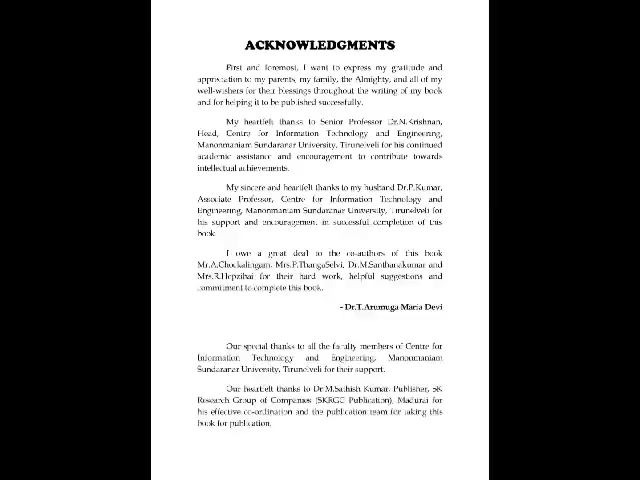 ACKNOWLEDGMENTS
First and foremost, I want to express my gratitude and
appreciation to my parents, my family, the Almighty, and all of my
well-wishers for their blessings throughout the writing of my book
and for helping it to be published successfully.
My heartfelt thanks to Senior Professor Dr.N.Krishnan,
Head, Centre for Information Technology and Engineering,
Manonmaniam Sundaranar University, Tirunelveli for his continued
academic assistance and encouragement to contribute towards
intellectual achievements.
My sincere and heartfelt thanks to my husband Dr.P.Kumar,
Associate Professor, Centre for Information Technology and
Engineering, Manonmaniam Sundaranar University, Tirunelveli for
his support and encouragement in successful completion of this
book
I owe a great deal to the co-authors of this book
Mr.A.Chockalingam, Mrs.P.ThangaSelvi, Dr.M.Santhanakumar and
Mrs.R.Hepzibai for their hard work, helpful suggestions and
commitment to complete this book.
- Dr.T.Arumuga Maria Devi
Our special thanks to all the faculty members of Centre for
Information Technology and Engineering, Manonmaniam
Sundaranar University, Tirunelveli for their support.
Our heartfelt thanks to Dr.M.Sathish Kumar, Publisher, SK
Research Group of Companies (SKRGC Publication), Madurai for
his effective co-ordination and the publication team for taking this
book for publication.